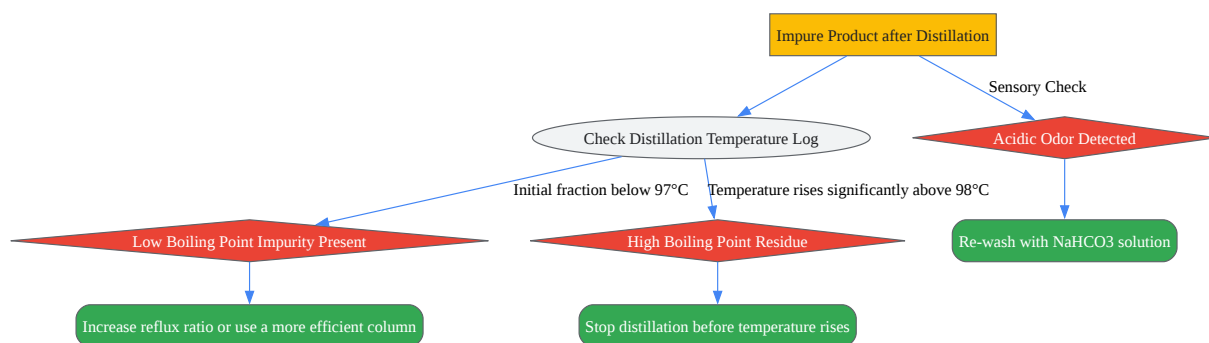 Impure Product after Distillation
Sensory Check
Check Distillation Temperature Log
Acidic Odor Detected
Initial fraction below 97°C
Temperature rises significantly above 98°C
Low Boiling Point Impurity Present
High Boiling Point Residue
Re-wash with NaHCO3 solution
Increase reflux ratio or use a more efficient column
Stop distillation before temperature rises